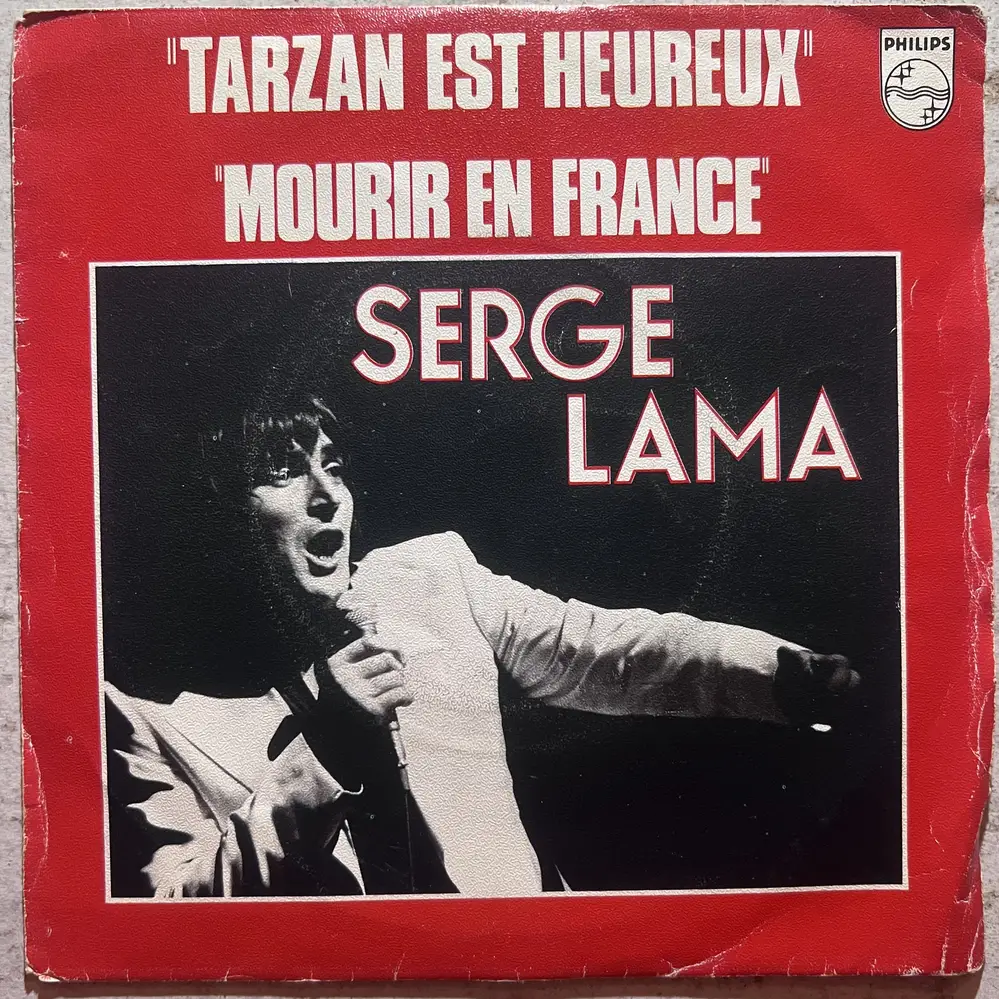 "TARZAN EST HEUREUX"
PHILIPS
"MOURIR EN FRANCE"
SERGE
LAMA